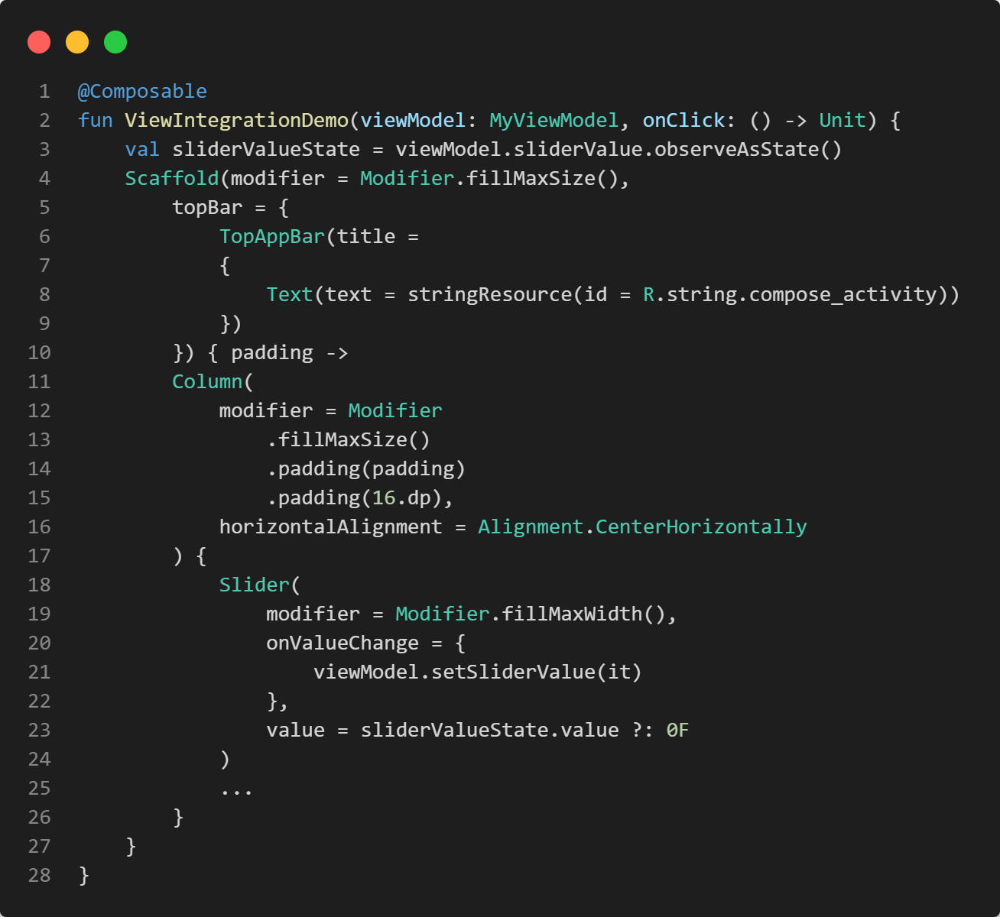 1 @Composable
2 fun ViewIntegrationDemo(viewModel: MyViewModel, onClick: () -> Unit) {
3     val sliderValueState = viewModel.sliderValue.observeAsState()
4     Scaffold(modifier = Modifier.fillMaxSize(),
5         topBar = {
6             TopAppBar(title =
7             {
8                 Text(text = stringResource(id = R.string.compose_activity))
9             })
10         }) { padding ->
11         Column(
12             modifier = Modifier
13                 .fillMaxSize()
14                 .padding(padding)
15                 .padding(16.dp),
16             horizontalAlignment = Alignment.CenterHorizontally
17         ) {
18             Slider(
19                 modifier = Modifier.fillMaxWidth(),
20                 onValueChange = {
21                     viewModel.setSliderValue(it)
22                 },
23                 value = sliderValueState.value ?: 0F
24             )
25             ...
26         }
27     }
28 }